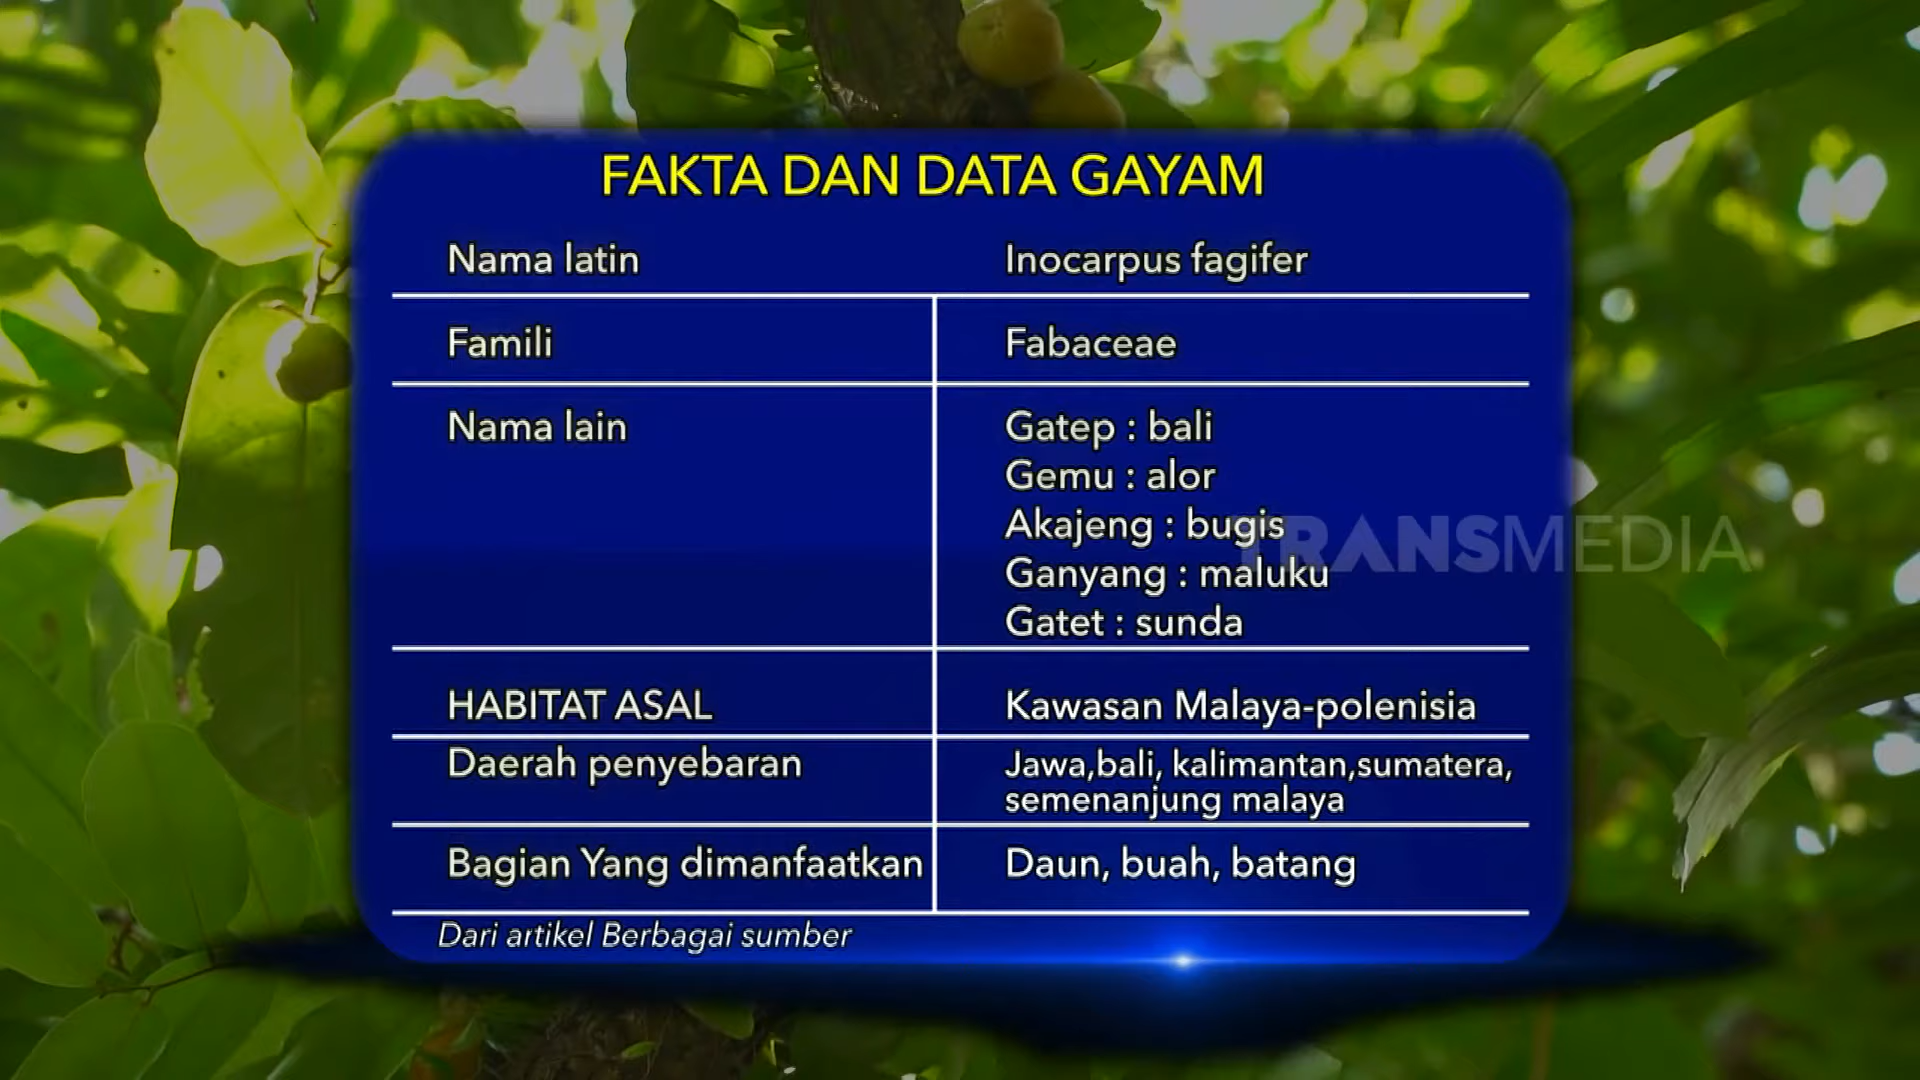 FAKTA DAN DATA GAYAM
Nama latin Inocarpus fagifer
Famili Fabaceae
Nama lain Gatep : bali
Gemu : alor
Akajeng : bugis
Ganyang : maluku
Gatet : sunda
TRANSMEDIA
HABITAT ASAL Kawasan Malaya-polenisia
Daerah penyebaran Jawa,bali, kalimantan,sumatera,
semenanjung malaya
Bagian Yang dimanfaatkan Daun, buah, batang
Dari artikel Berbagai sumber